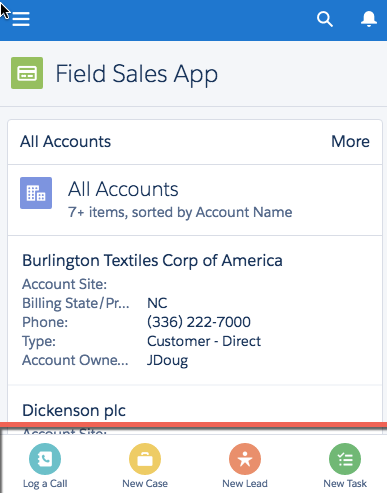 Field Sales App
All Accounts More
All Accounts
7+ items, sorted by Account Name
Burlington Textiles Corp of America
Account Site:
Billing State/Pr... NC
Phone: (336) 222-7000
Type: Customer - Direct
Account Owne... JDoug
Dickenson plc
Account Site:
Log a Call New Case New Lead New Task